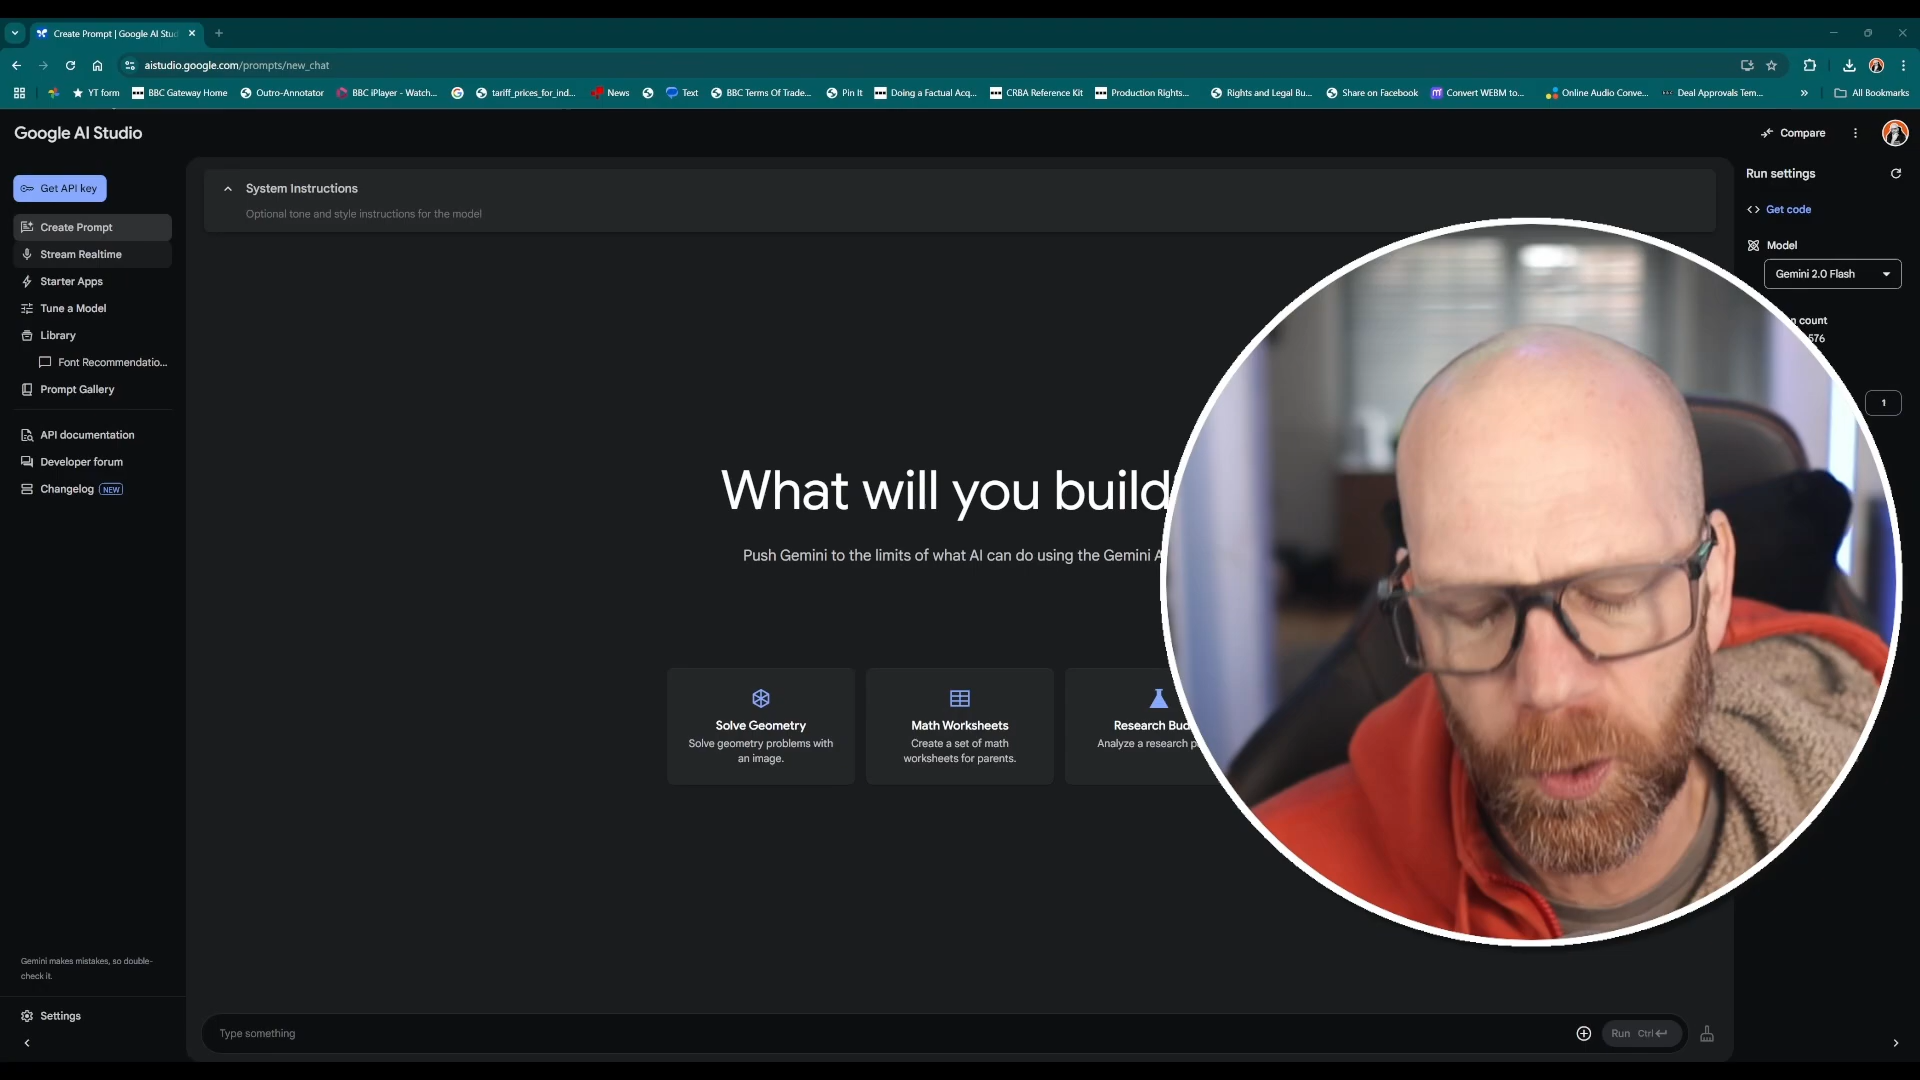 Create Prompt | Google AI Stud
aistudio.google.com/prompts/new_chat
YT form
BBC Gateway Home
Outro-Annotator
BBC iPlayer - Watch...
tariff_prices_for_ind...
News
Text
BBC Terms Of Trade...
Pin It
Doing a Factual Acq...
CRBA Reference Kit
Production Rights...
Rights and Legal Bu...
Share on Facebook
Convert WEBM to...
Online Audio Conve...
Deal Approvals Tem...
All Bookmarks
Google AI Studio
Compare
Get API key
Create Prompt
Stream Realtime
Starter Apps
Tune a Model
Library
Font Recommendatio...
Prompt Gallery
API documentation
Developer forum
Changelog NEW
System Instructions
Optional tone and style instructions for the model
Run settings
Get code
Model
Gemini 2.0 Flash
count
576
1
What will you build
Push Gemini to the limits of what AI can do using the Gemini A
Solve Geometry
Solve geometry problems with
an image.
Math Worksheets
Create a set of math
worksheets for parents.
Research Bud
Analyze a research p
Gemini makes mistakes, so double-
check it.
Settings
Type something
Run Ctrl